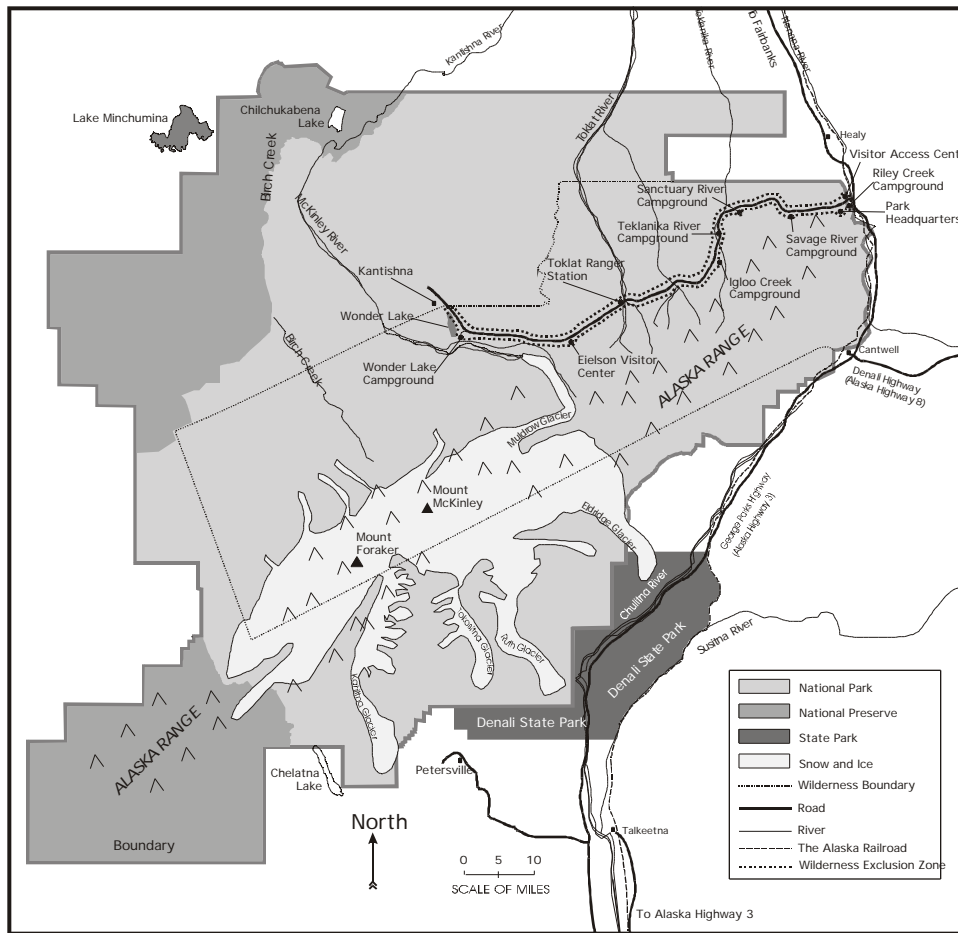 Kantishna River
To Fairbanks
Nenana River
Teklanika River
Toklat River
Lake Minchumina
Chilchukabena
Lake
Healy
Visitor Access Cent
Riley Creek
Campground
Park
Headquarters
Birch Creek
McKinley River
Sanctuary River
Campground
Teklanika River
Campground
Savage River
Campground
Toklat Ranger
Station
Igloo Creek
Campground
Kantishna
Wonder Lake
Wonder Lake
Campground
Birch Creek
Eielson Visitor
Center
ALASKA RANGE
Cantwell
Denali Highway
(Alaska Highway 8)
Muldrow Glacier
Mount
McKinley
Mount
Foraker
Eldridge Glacier
George Parks Highway
(Alaska Highway 3)
Chulitna River
Denali State Park
Susitna River
Tokositna Glacier
Ruth Glacier
Kahiltna Glacier
Denali State Park
ALASKA RANGE
Chelatna
Lake
Petersville
Talkeetna
Boundary
North
0 5 10
SCALE OF MILES
To Alaska Highway 3
National Park
National Preserve
State Park
Snow and Ice
Wilderness Boundary
Road
River
The Alaska Railroad
Wilderness Exclusion Zone